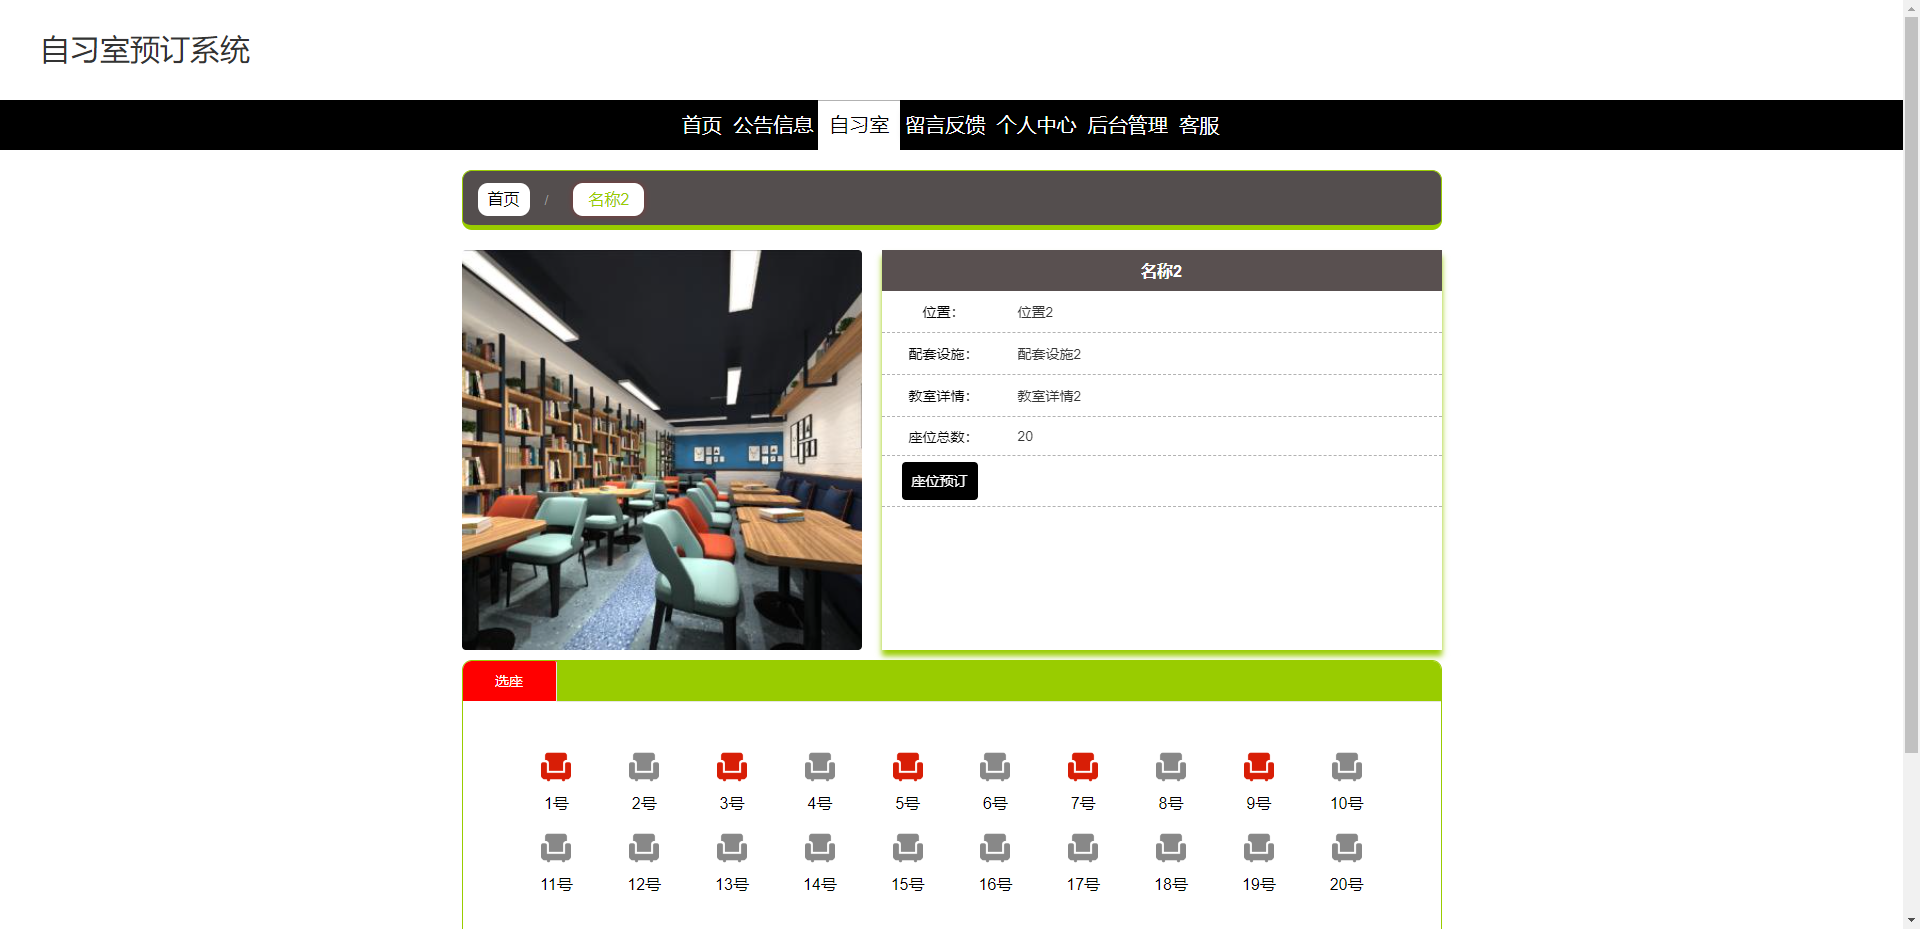 自习室预订系统
首页 公告信息 自习室 留言反馈 个人中心 后台管理 客服
首页 / 名称2
名称2
位置： 位置2
配套设施： 配套设施2
教室详情： 教室详情2
座位总数： 20
座位预订
选座
1号 2号 3号 4号 5号 6号 7号 8号 9号 10号
11号 12号 13号 14号 15号 16号 17号 18号 19号 20号